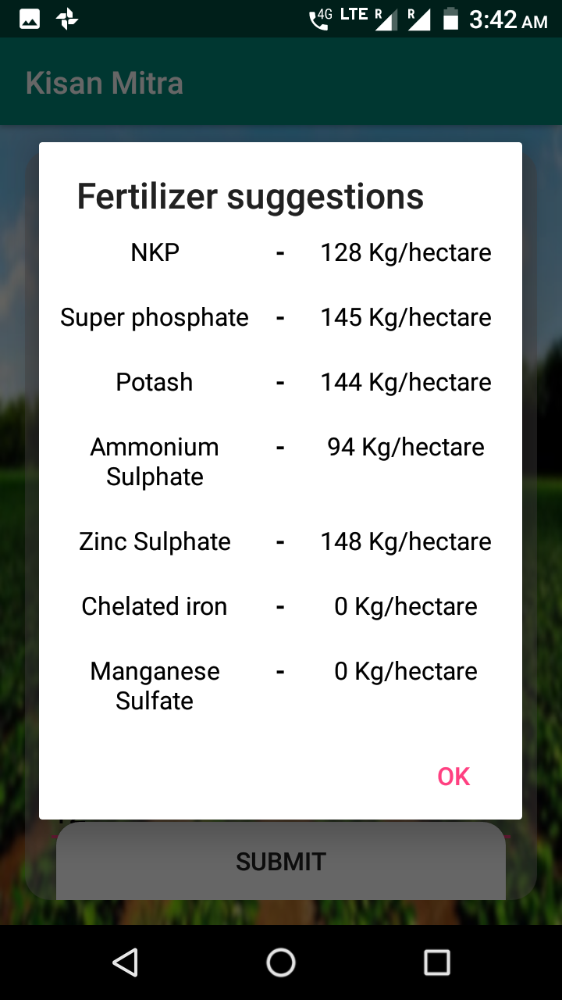 4G LTE R R 3:42 AM
Kisan Mitra
Fertilizer suggestions
NKP - 128 Kg/hectare
Super phosphate - 145 Kg/hectare
Potash - 144 Kg/hectare
Ammonium - 94 Kg/hectare
Sulphate
Zinc Sulphate - 148 Kg/hectare
Chelated iron - 0 Kg/hectare
Manganese - 0 Kg/hectare
Sulfate
OK
SUBMIT